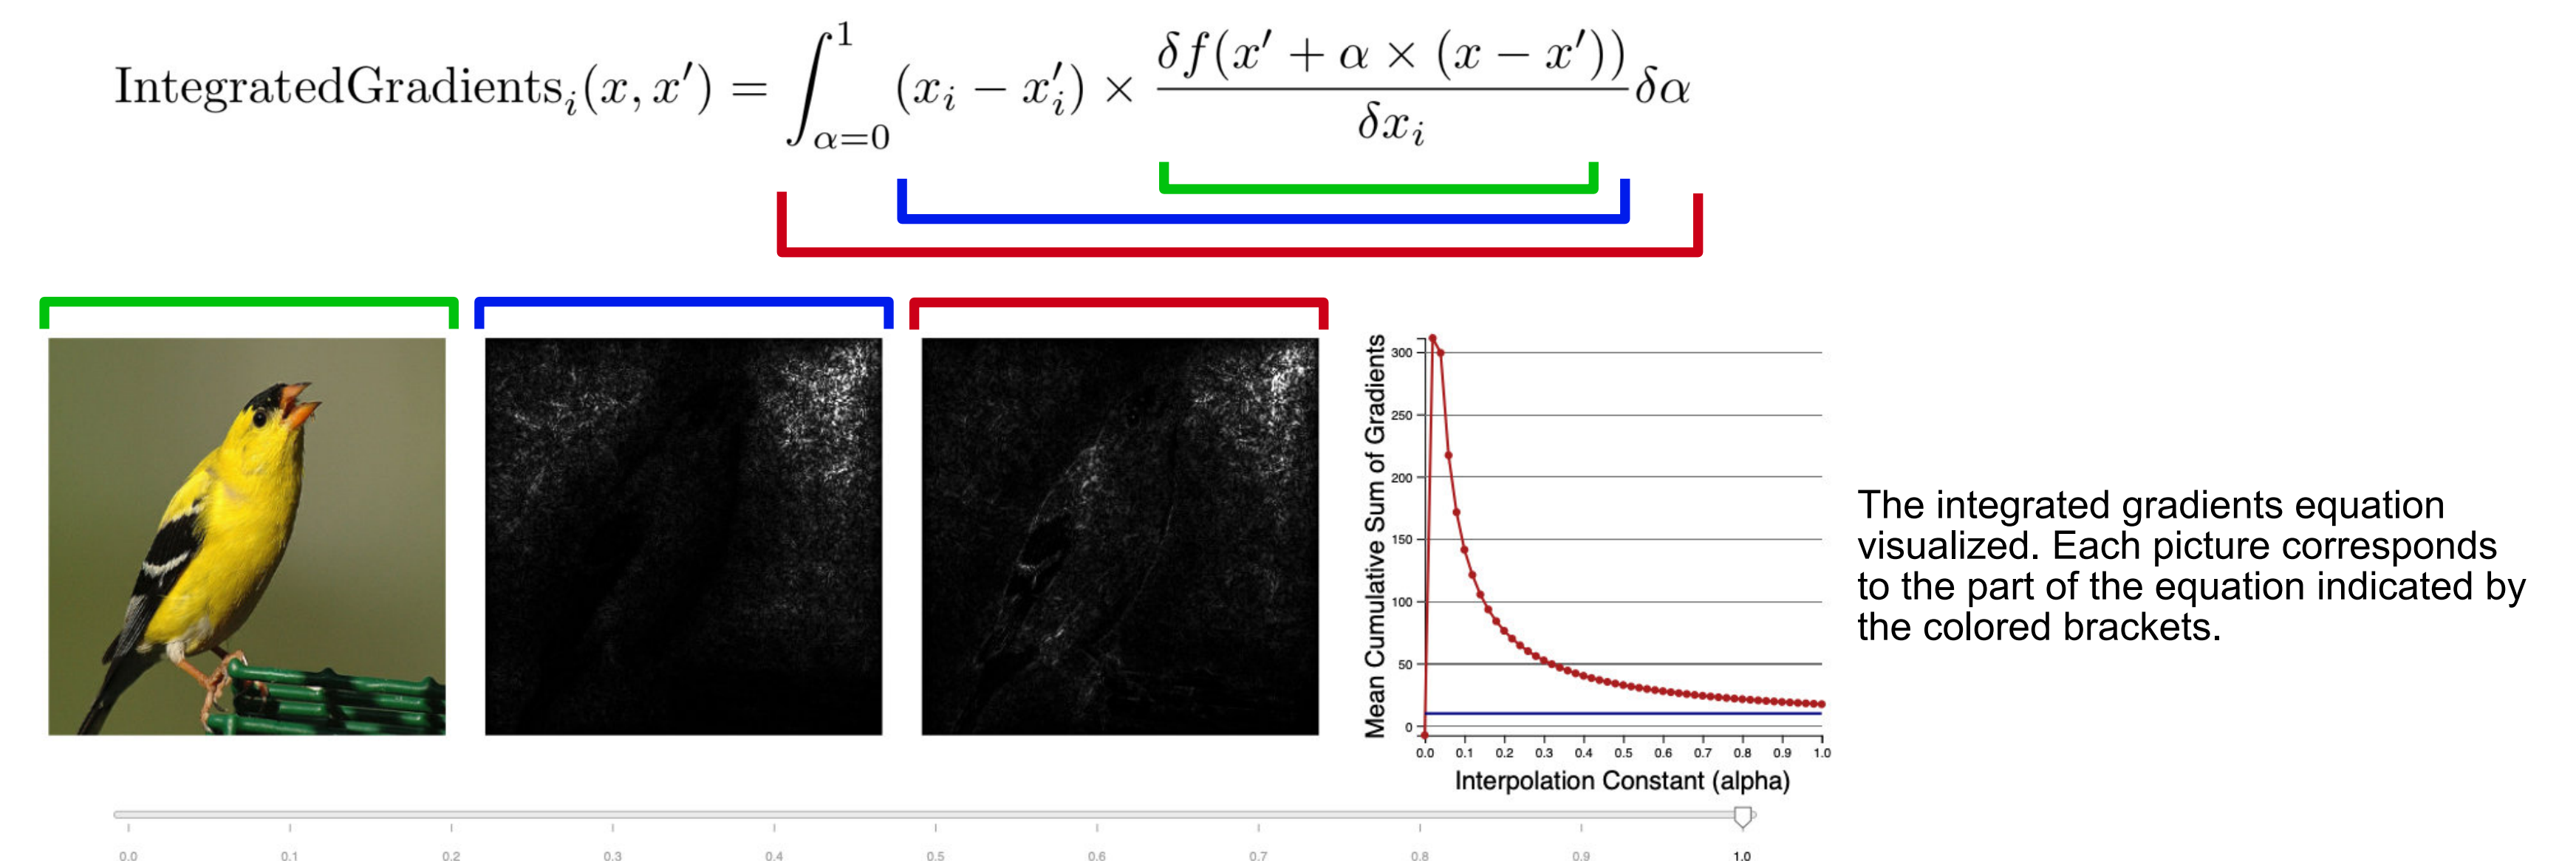 IntegratedGradientsᵢ(x, x′) = ∫_{α=0}^{1} (xᵢ − x′ᵢ) × δf(x′ + α × (x − x′)) / δxᵢ δα
Mean Cumulative Sum of Gradients
300
250
200
150
100
50
0
0.0 0.1 0.2 0.3 0.4 0.5 0.6 0.7 0.8 0.9 1.0
Interpolation Constant (alpha)
The integrated gradients equation
visualized. Each picture corresponds
to the part of the equation indicated by
the colored brackets.
0.0 0.1 0.2 0.3 0.4 0.5 0.6 0.7 0.8 0.9 1.0